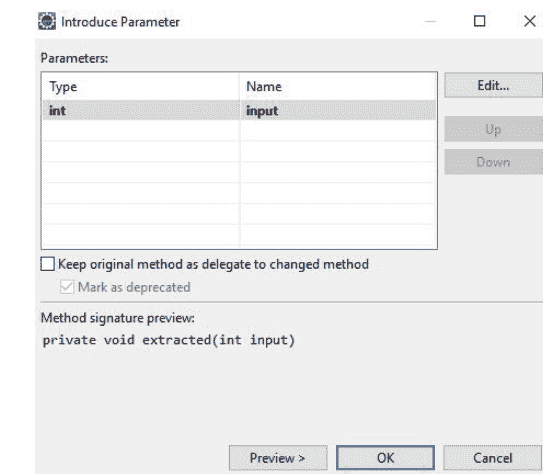 Introduce Parameter
Parameters:
Type Name Edit...
int input
Up
Down
Keep original method as delegate to changed method
Mark as deprecated
Method signature preview:
private void extracted(int input)
Preview > OK Cancel